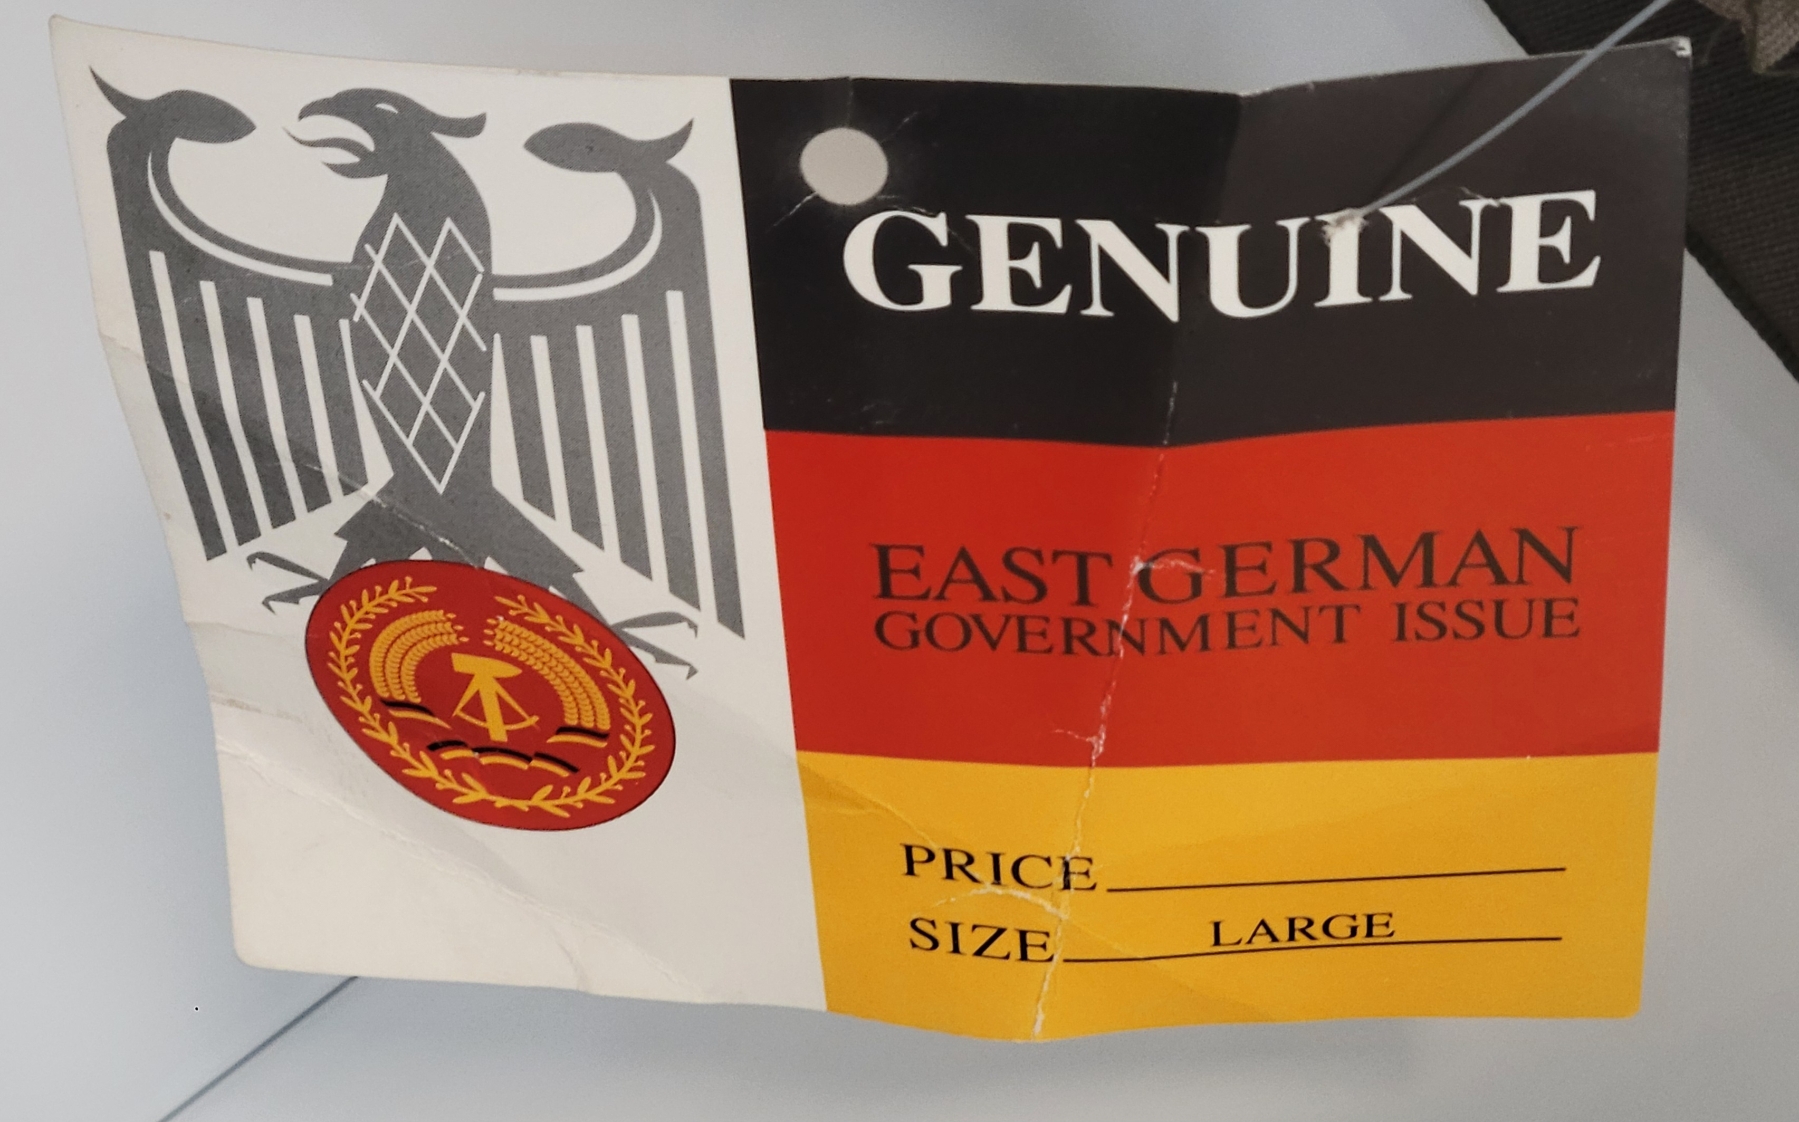 GENUINE
EAST GERMAN
GOVERNMENT ISSUE
PRICE
SIZE LARGE